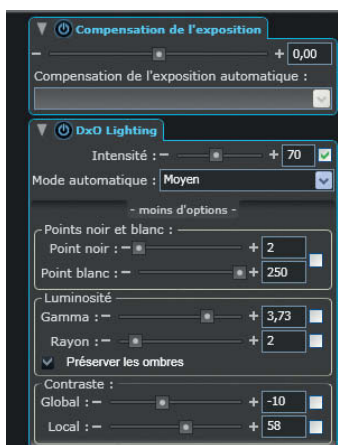 Compensation de l'exposition
- + 0,00
Compensation de l'exposition automatique :
DxO Lighting
Intensité : - + 70
Mode automatique : Moyen
- moins d'options -
Points noir et blanc :
Point noir : - + 2
Point blanc : - + 250
Luminosité
Gamma : - + 3,73
Rayon : - + 2
Préserver les ombres
Contraste :
Global : - + -10
Local : - + 58